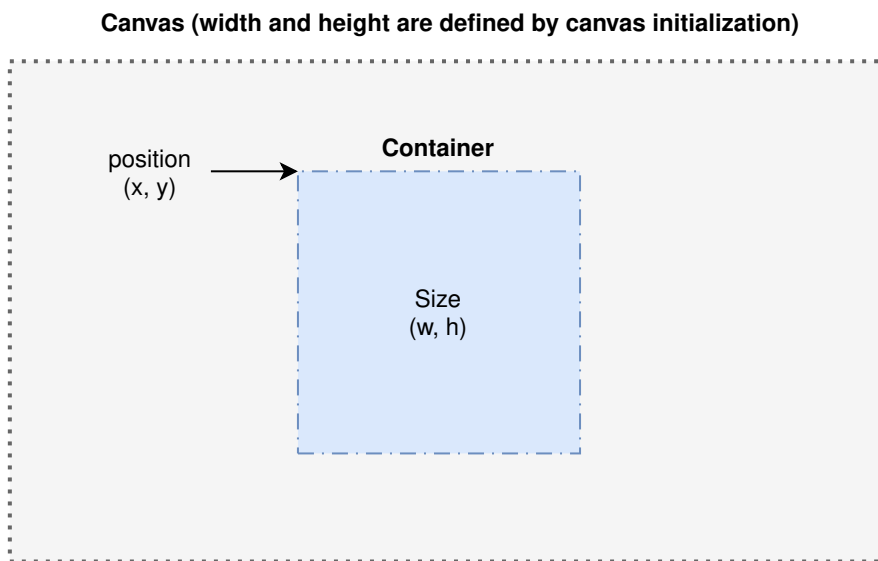 Canvas (width and height are defined by canvas initialization)
Container
position
(x, y)
Size
(w, h)